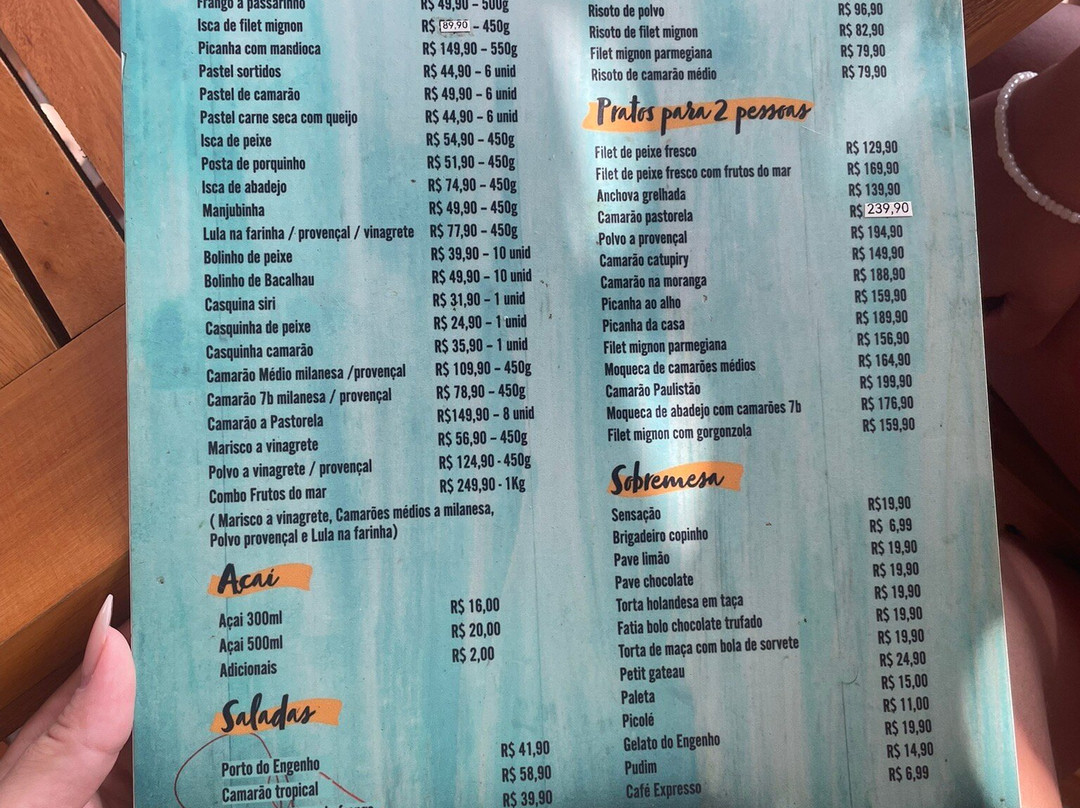 Frango a passarinho R$ 49,90 – 500g
Isca de filet mignon R$ 89,90 – 450g
Picanha com mandioca R$ 149,90 – 550g
Pastel sortidos R$ 44,90 – 6 unid
Pastel de camarão R$ 49,90 – 6 unid
Pastel carne seca com queijo R$ 44,90 – 6 unid
Isca de peixe R$ 54,90 – 450g
Posta de porquinho R$ 51,90 – 450g
Isca de abadejo R$ 74,90 – 450g
Manjubinha R$ 49,90 – 450g
Lula na farinha / provençal / vinagrete R$ 77,90 – 450g
Bolinho de peixe R$ 39,90 – 10 unid
Bolinho de Bacalhau R$ 49,90 – 10 unid
Casquina siri R$ 31,90 – 1 unid
Casquinha de peixe R$ 24,90 – 1 unid
Casquinha camarão R$ 35,90 – 1 unid
Camarão Médio milanesa /provençal R$ 109,90 – 450g
Camarão 7b milanesa / provençal R$ 78,90 – 450g
Camarão a Pastorela R$149,90 – 8 unid
Marisco a vinagrete R$ 56,90 – 450g
Polvo a vinagrete / provençal R$ 124,90 - 450g
Combo Frutos do mar R$ 249,90 - 1Kg
( Marisco a vinagrete, Camarões médios a milanesa,
Polvo provençal e Lula na farinha)
Açai
Açai 300ml R$ 16,00
Açai 500ml R$ 20,00
Adicionais R$ 2,00
Saladas
Porto do Engenho R$ 41,90
Camarão tropical R$ 58,90
R$ 39,90
Risoto de polvo R$ 96,90
Risoto de filet mignon R$ 82,90
Filet mignon parmegiana R$ 79,90
Risoto de camarão médio R$ 79,90
Pratos para 2 pessoas
Filet de peixe fresco R$ 129,90
Filet de peixe fresco com frutos do mar R$ 169,90
Anchova grelhada R$ 139,90
Camarão pastorela R$ 239,90
Polvo a provençal R$ 194,90
Camarão catupiry R$ 149,90
Camarão na moranga R$ 188,90
Picanha ao alho R$ 159,90
Picanha da casa R$ 189,90
Filet mignon parmegiana R$ 156,90
Moqueca de camarões médios R$ 164,90
Camarão Paulistão R$ 199,90
Moqueca de abadejo com camarões 7b R$ 176,90
Filet mignon com gorgonzola R$ 159,90
Sobremesa
Sensação R$19,90
Brigadeiro copinho R$ 6,99
Pave limão R$ 19,90
Pave chocolate R$ 19,90
Torta holandesa em taça R$ 19,90
Fatia bolo chocolate trufado R$ 19,90
Torta de maça com bola de sorvete R$ 19,90
Petit gateau R$ 24,90
Paleta R$ 15,00
Picolé R$ 11,00
Gelato do Engenho R$ 19,90
Pudim R$ 14,90
Café Expresso R$ 6,99